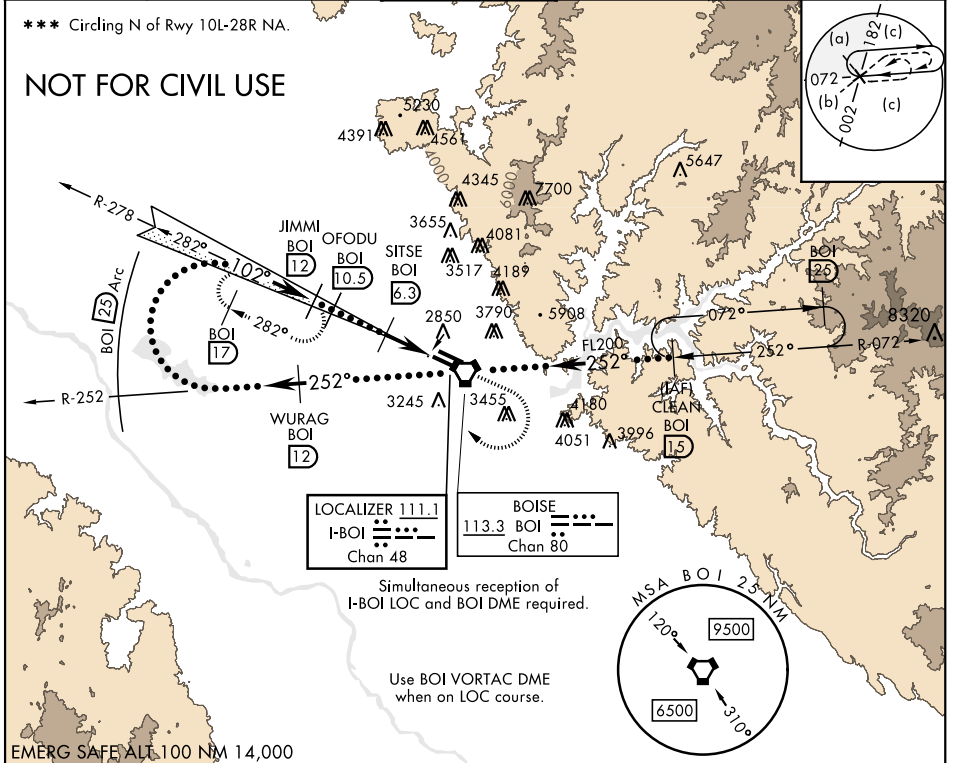 *** Circling N of Rwy 10L-28R NA.
NOT FOR CIVIL USE
(a)
182
(c)
072
(b)
(c)
002
5230
4391
4561
4000
6000
4345
7700
5647
3655
4081
3517
4189
R-278
282°
102°
JIMMI
BOI
12
OFODU
BOI
10.5
SITSE
BOI
6.3
BOI
25
BOI 25 Arc
282°
BOI
17
2850
3790
5908
072°
8320
FL200
252°
252°
R-072
252°
R-252
WURAG
BOI
12
3245
3455
4180
4051
3996
(IAF)
CLEAN
BOI
15
LOCALIZER 111.1
I-BOI
Chan 48
BOISE
113.3 BOI
Chan 80
Simultaneous reception of
I-BOI LOC and BOI DME required.
Use BOI VORTAC DME
when on LOC course.
MSA BOI 25 NM
120°
9500
6500
310°
EMERG SAFE ALT 100 NM 14,000